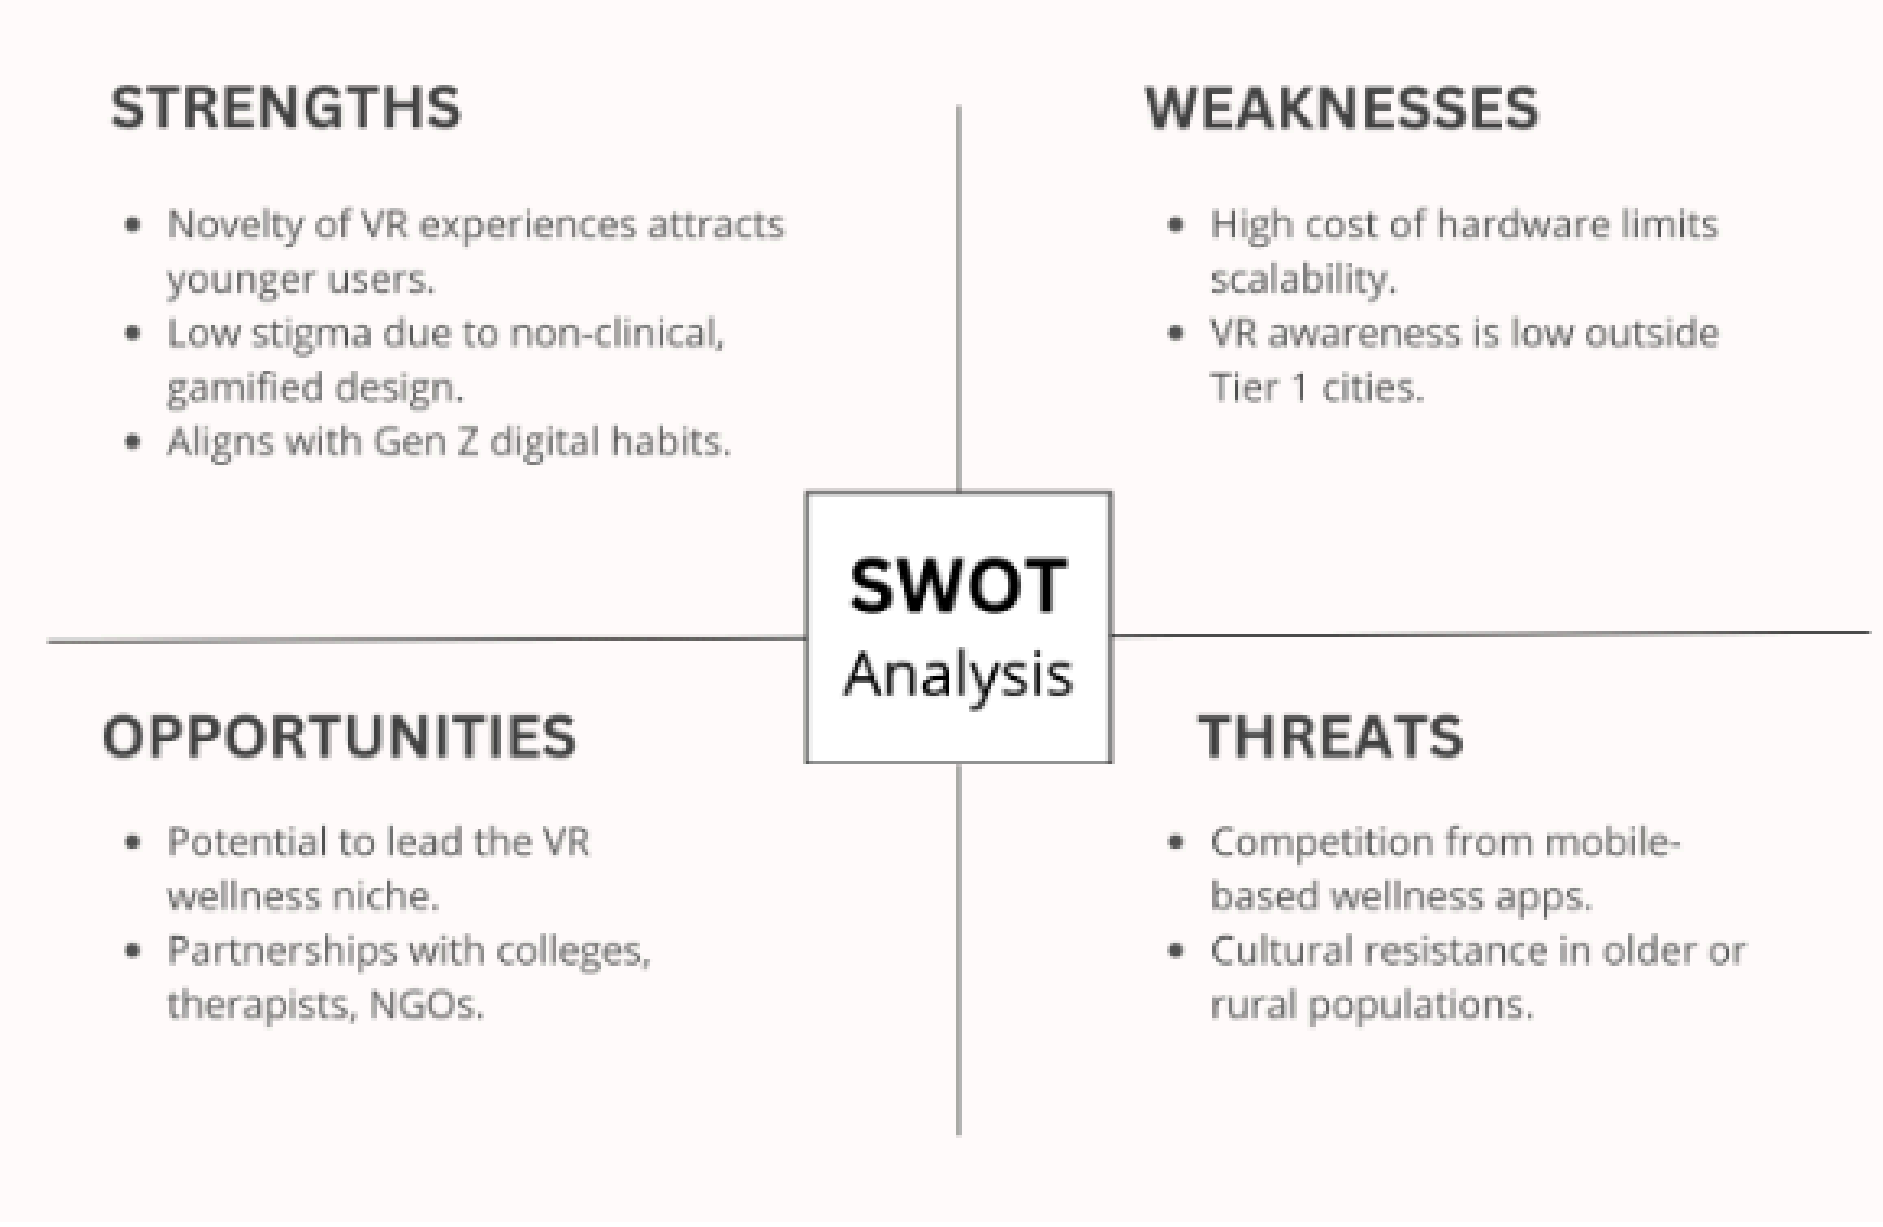 STRENGTHS
• Novelty of VR experiences attracts
younger users.
• Low stigma due to non-clinical,
gamified design.
• Aligns with Gen Z digital habits.
WEAKNESSES
• High cost of hardware limits
scalability.
• VR awareness is low outside
Tier 1 cities.
SWOT
Analysis
OPPORTUNITIES
• Potential to lead the VR
wellness niche.
• Partnerships with colleges,
therapists, NGOs.
THREATS
• Competition from mobile-
based wellness apps.
• Cultural resistance in older or
rural populations.